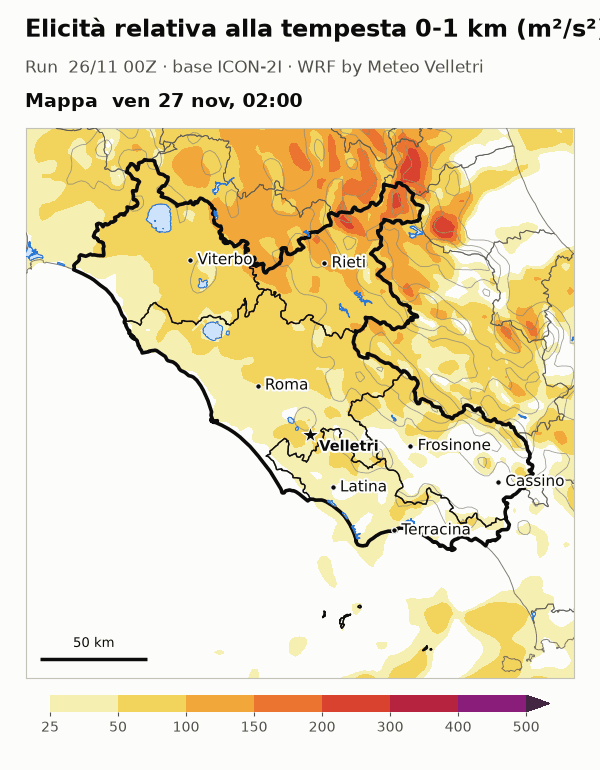 Elicità relativa alla tempesta 0-1 km (m²/s²)
Run 26/11 00Z · base ICON-2I · WRF by Meteo Velletri
Mappa ven 27 nov, 02:00
Viterbo
Rieti
Roma
Velletri
Frosinone
Latina
Cassino
Terracina
50 km
25 50 100 150 200 300 400 500